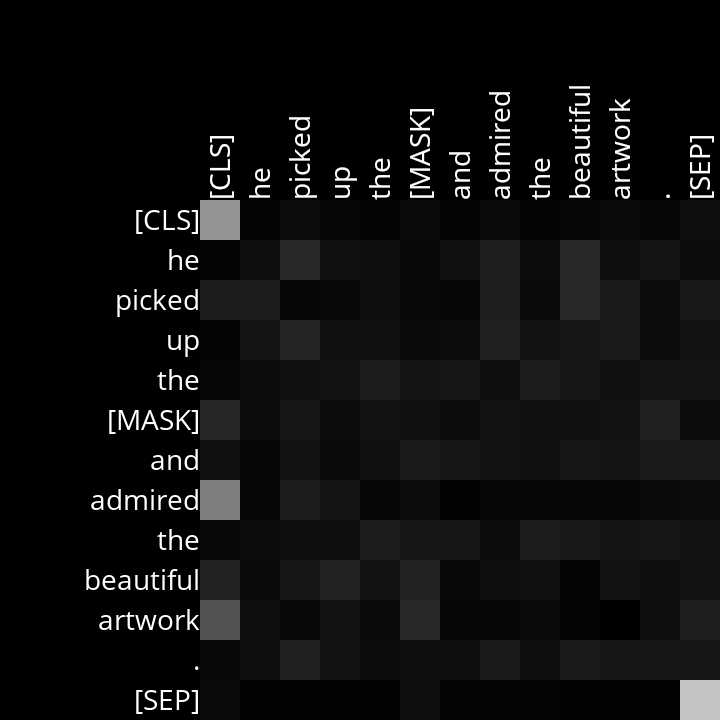 [CLS] he picked up the [MASK] and admired the beautiful artwork . [SEP]
[CLS]
he
picked
up
the
[MASK]
and
admired
the
beautiful
artwork
.
[SEP]